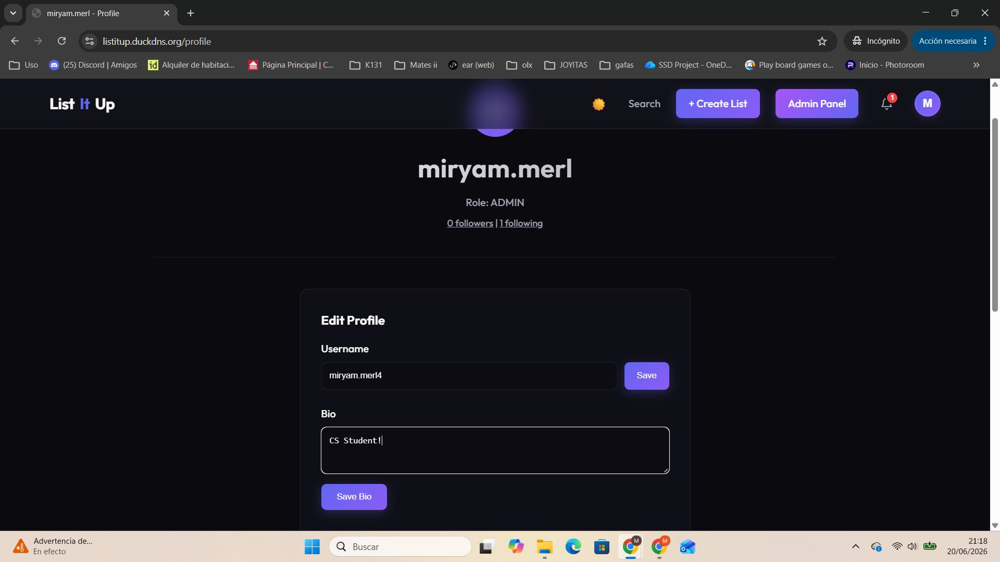 miryam.merl - Profile
listitup.duckdns.org/profile
Incógnito
Acción necesaria
Uso
(25) Discord | Amigos
id
Alquiler de habitaci...
Página Principal | C...
K131
Mates ii
ear (web)
olx
JOYITAS
gafas
SSD Project - OneD...
Play board games o...
Inicio - Photoroom
List It Up
Search
+ Create List
Admin Panel
1
M
miryam.merl
Role: ADMIN
0 followers | 1 following
Edit Profile
Username
miryam.merl4
Save
Bio
CS Student!
Save Bio
Advertencia de...
En efecto
Buscar
M
M
21:18
20/06/2026